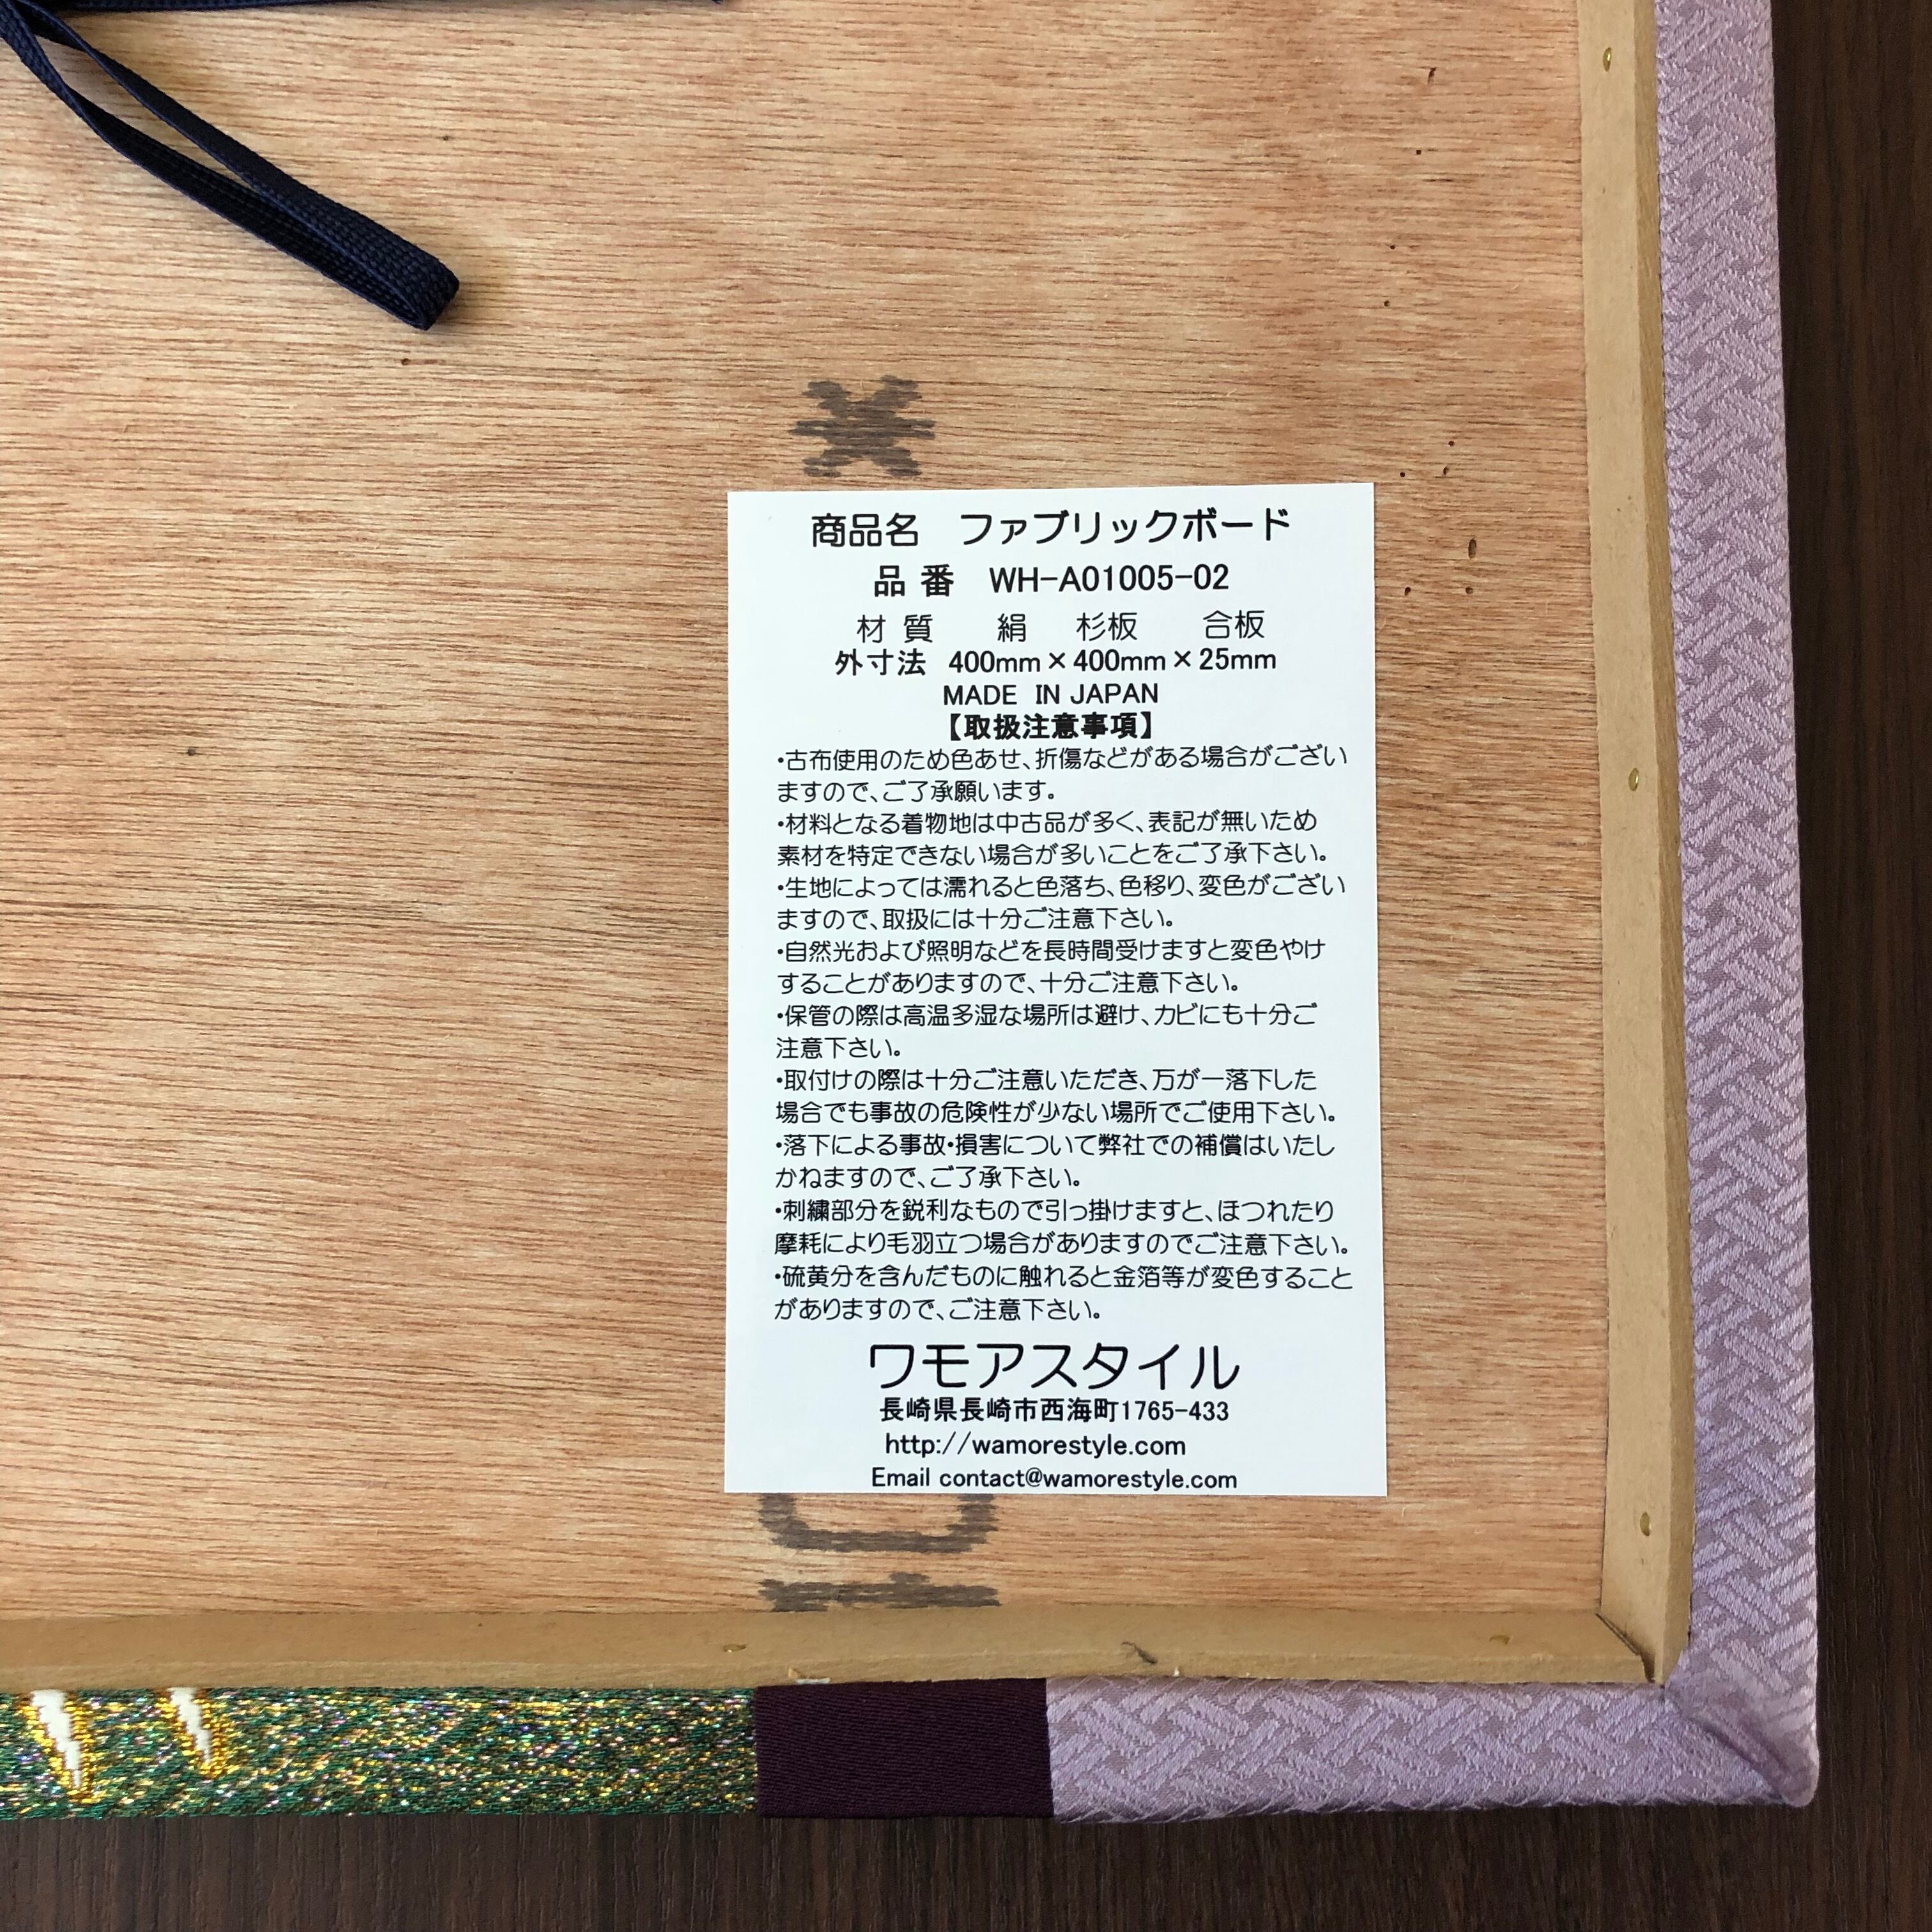 商品名　ファブリックボード
品 番　WH-A01005-02
材 質　絹　杉板　合板
外寸法　400mm×400mm×25mm
MADE IN JAPAN
【取扱注意事項】
・古布使用のため色あせ、折傷などがある場合がござい
ますので、ご了承願います。
・材料となる着物地は中古品が多く、表記が無いため
素材を特定できない場合が多いことをご了承下さい。
・生地によっては濡れると色落ち、色移り、変色がござい
ますので、取扱には十分ご注意下さい。
・自然光および照明などを長時間受けますと変色やけ
することがありますので、十分ご注意下さい。
・保管の際は高温多湿な場所は避け、カビにも十分ご
注意下さい。
・取付けの際は十分ご注意いただき、万が一落下した
場合でも事故の危険性が少ない場所でご使用下さい。
・落下による事故・損害について弊社での補償はいたし
かねますので、ご了承下さい。
・刺繍部分を鋭利なもので引っ掛けますと、ほつれたり
摩耗により毛羽立つ場合がありますのでご注意下さい。
・硫黄分を含んだものに触れると金箔等が変色すること
がありますので、ご注意下さい。
ワモアスタイル
長崎県長崎市西海町1765-433
http://wamorestyle.com
Email contact@wamorestyle.com